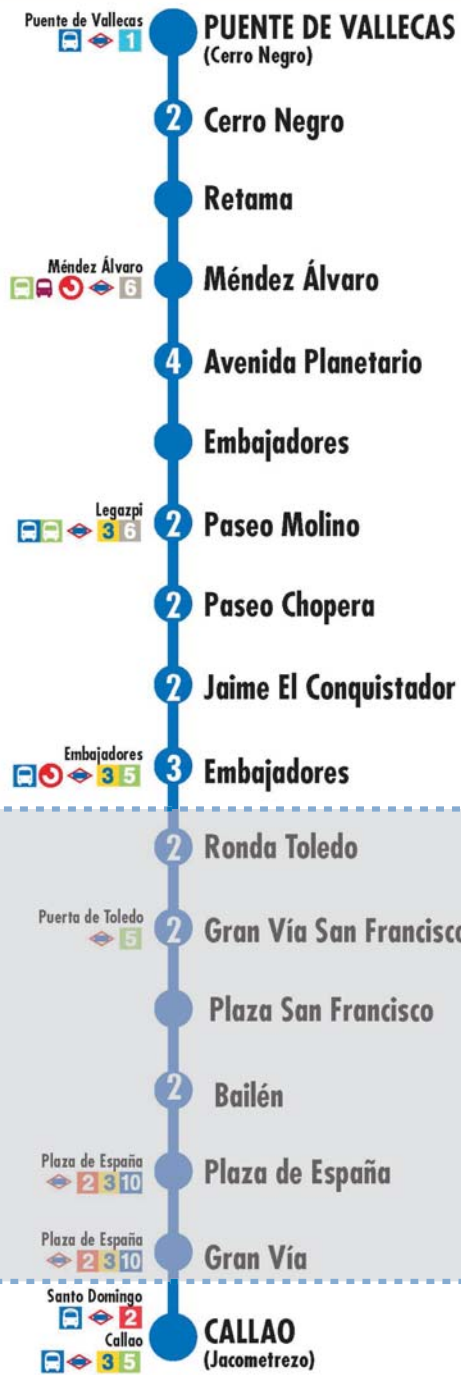 Puente de Vallecas
1
PUENTE DE VALLECAS
(Cerro Negro)
2
Cerro Negro
Retama
Méndez Álvaro
6
Méndez Álvaro
4
Avenida Planetario
Embajadores
Legazpi
3 6
2
Paseo Molino
2
Paseo Chopera
2
Jaime El Conquistador
Embajadores
3 5
3
Embajadores
2
Ronda Toledo
Puerta de Toledo
5
2
Gran Vía San Francisco
Plaza San Francisco
2
Bailén
Plaza de España
2 3 10
Plaza de España
Plaza de España
2 3 10
Gran Vía
Santo Domingo
2
Callao
3 5
CALLAO
(Jacometrezo)